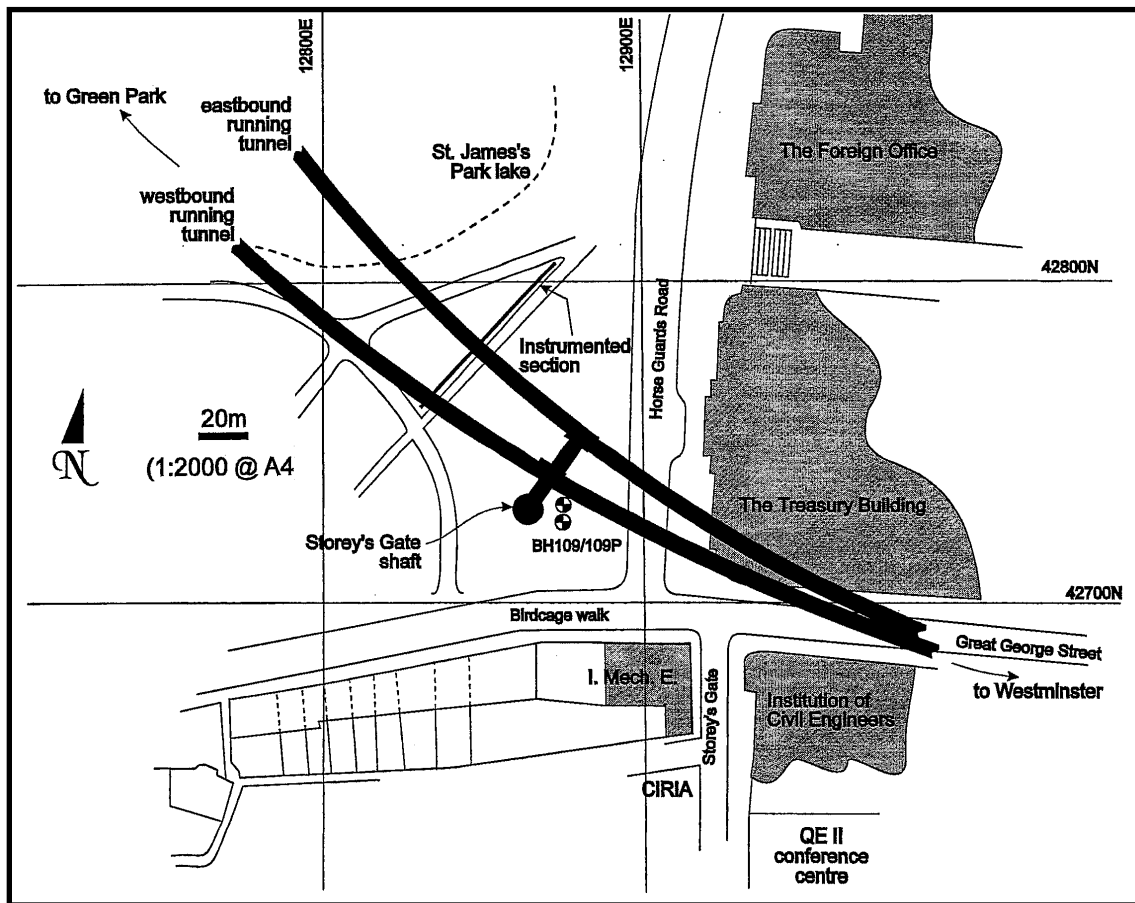 12800E
12900E
to Green Park
eastbound
running
tunnel
westbound
running
tunnel
St. James's
Park lake
The Foreign Office
42800N
Horse Guards Road
Instrumented
section
20m
(1:2000 @ A4
N
The Treasury Building
Storey's Gate
shaft
BH109/109P
42700N
Birdcage walk
Great George Street
I. Mech. E.
Storey's Gate
Institution of
Civil Engineers
to Westminster
CIRIA
QE II
conference
centre